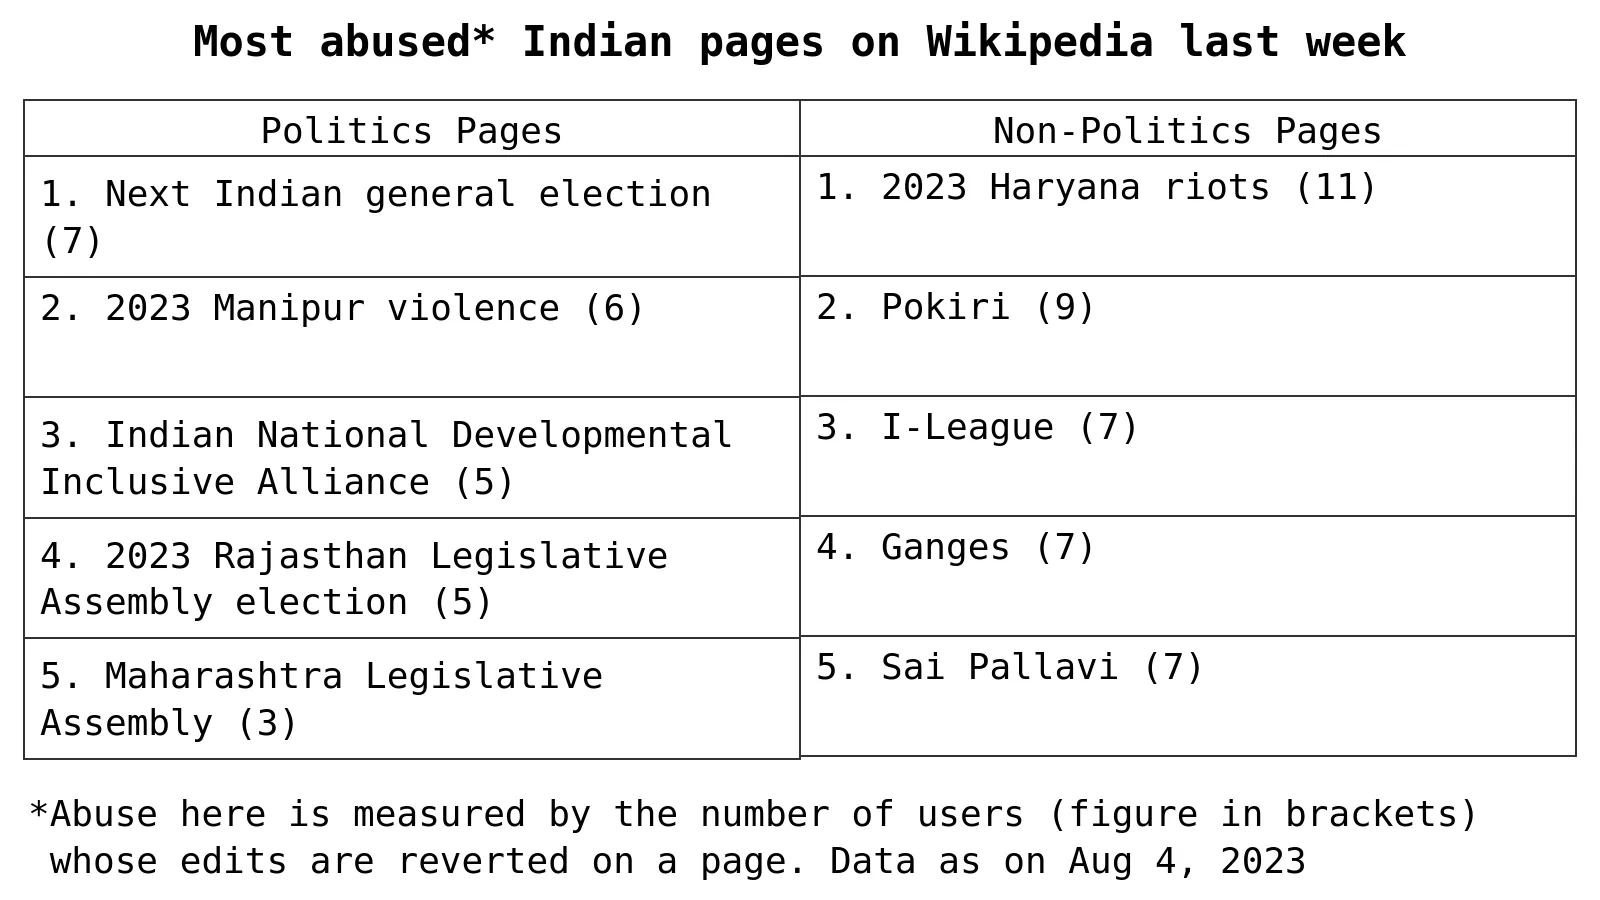 Most abused* Indian pages on Wikipedia last week
Politics Pages
1. Next Indian general election
(7)
2. 2023 Manipur violence (6)
3. Indian National Developmental
Inclusive Alliance (5)
4. 2023 Rajasthan Legislative
Assembly election (5)
5. Maharashtra Legislative
Assembly (3)
Non-Politics Pages
1. 2023 Haryana riots (11)
2. Pokiri (9)
3. I-League (7)
4. Ganges (7)
5. Sai Pallavi (7)
*Abuse here is measured by the number of users (figure in brackets)
whose edits are reverted on a page. Data as on Aug 4, 2023